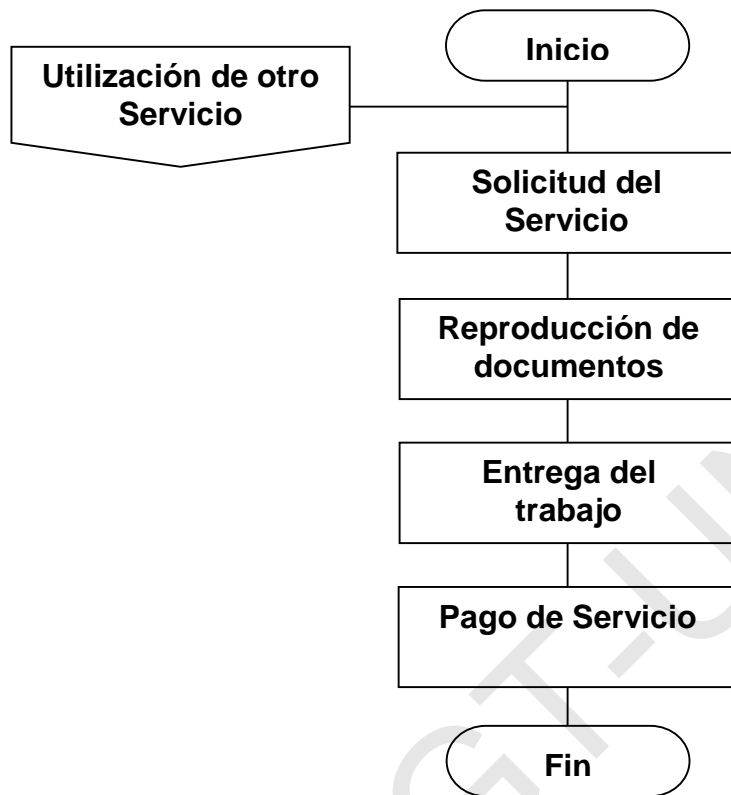 Inicio
Utilización de otro
Servicio
Solicitud del
Servicio
Reproducción de
documentos
Entrega del
trabajo
Pago de Servicio
Fin